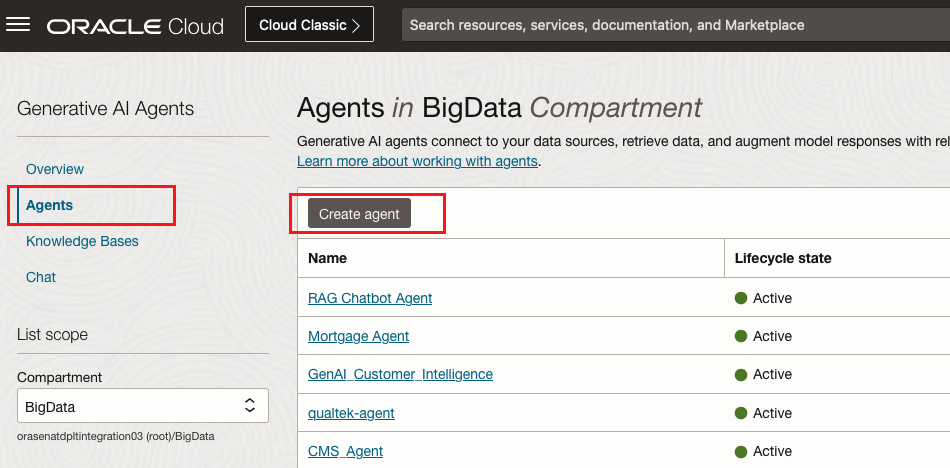 ORACLE Cloud
Cloud Classic >
Search resources, services, documentation, and Marketplace
Generative AI Agents
Overview
Agents
Knowledge Bases
Chat
List scope
Compartment
BigData
orasenatdpltintegration03 (root)/BigData
Agents in BigData Compartment
Generative AI agents connect to your data sources, retrieve data, and augment model responses with rel
Learn more about working with agents.
Create agent
Name Lifecycle state
RAG Chatbot Agent Active
Mortgage Agent Active
GenAI_Customer_Intelligence Active
qualtek-agent Active
CMS_Agent Active